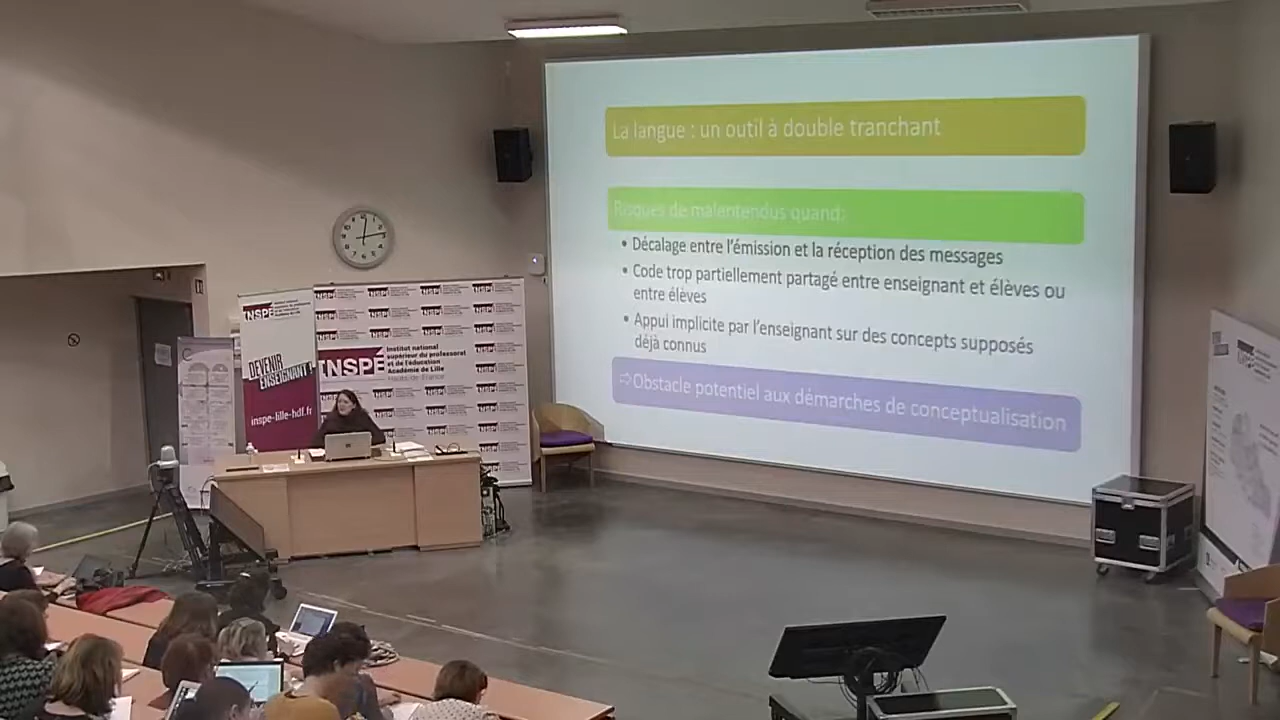 La langue : un outil à double tranchant
Risques de malentendus quand:
• Décalage entre l'émission et la réception des messages
• Code trop partiellement partagé entre enseignant et élèves ou
entre élèves
• Appui implicite par l'enseignant sur des concepts supposés
déjà connus
⇨Obstacle potentiel aux démarches de conceptualisation
INSPÉ
DEVENIR
ENSEIGNANT !
inspe-lille-hdf.fr
INSPÉ
Institut national
supérieur du professorat
et de l'éducation
Académie de Lille
Hauts-de-France